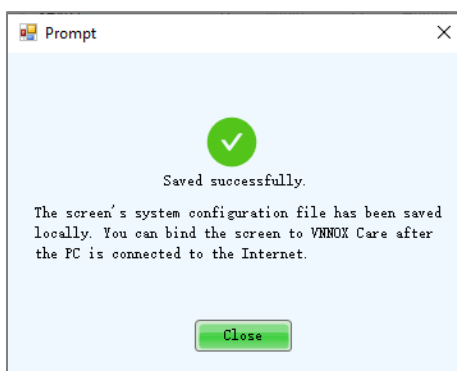 Prompt
Saved successfully.
The screen's system configuration file has been saved
locally. You can bind the screen to VNNOX Care after
the PC is connected to the Internet.
Close